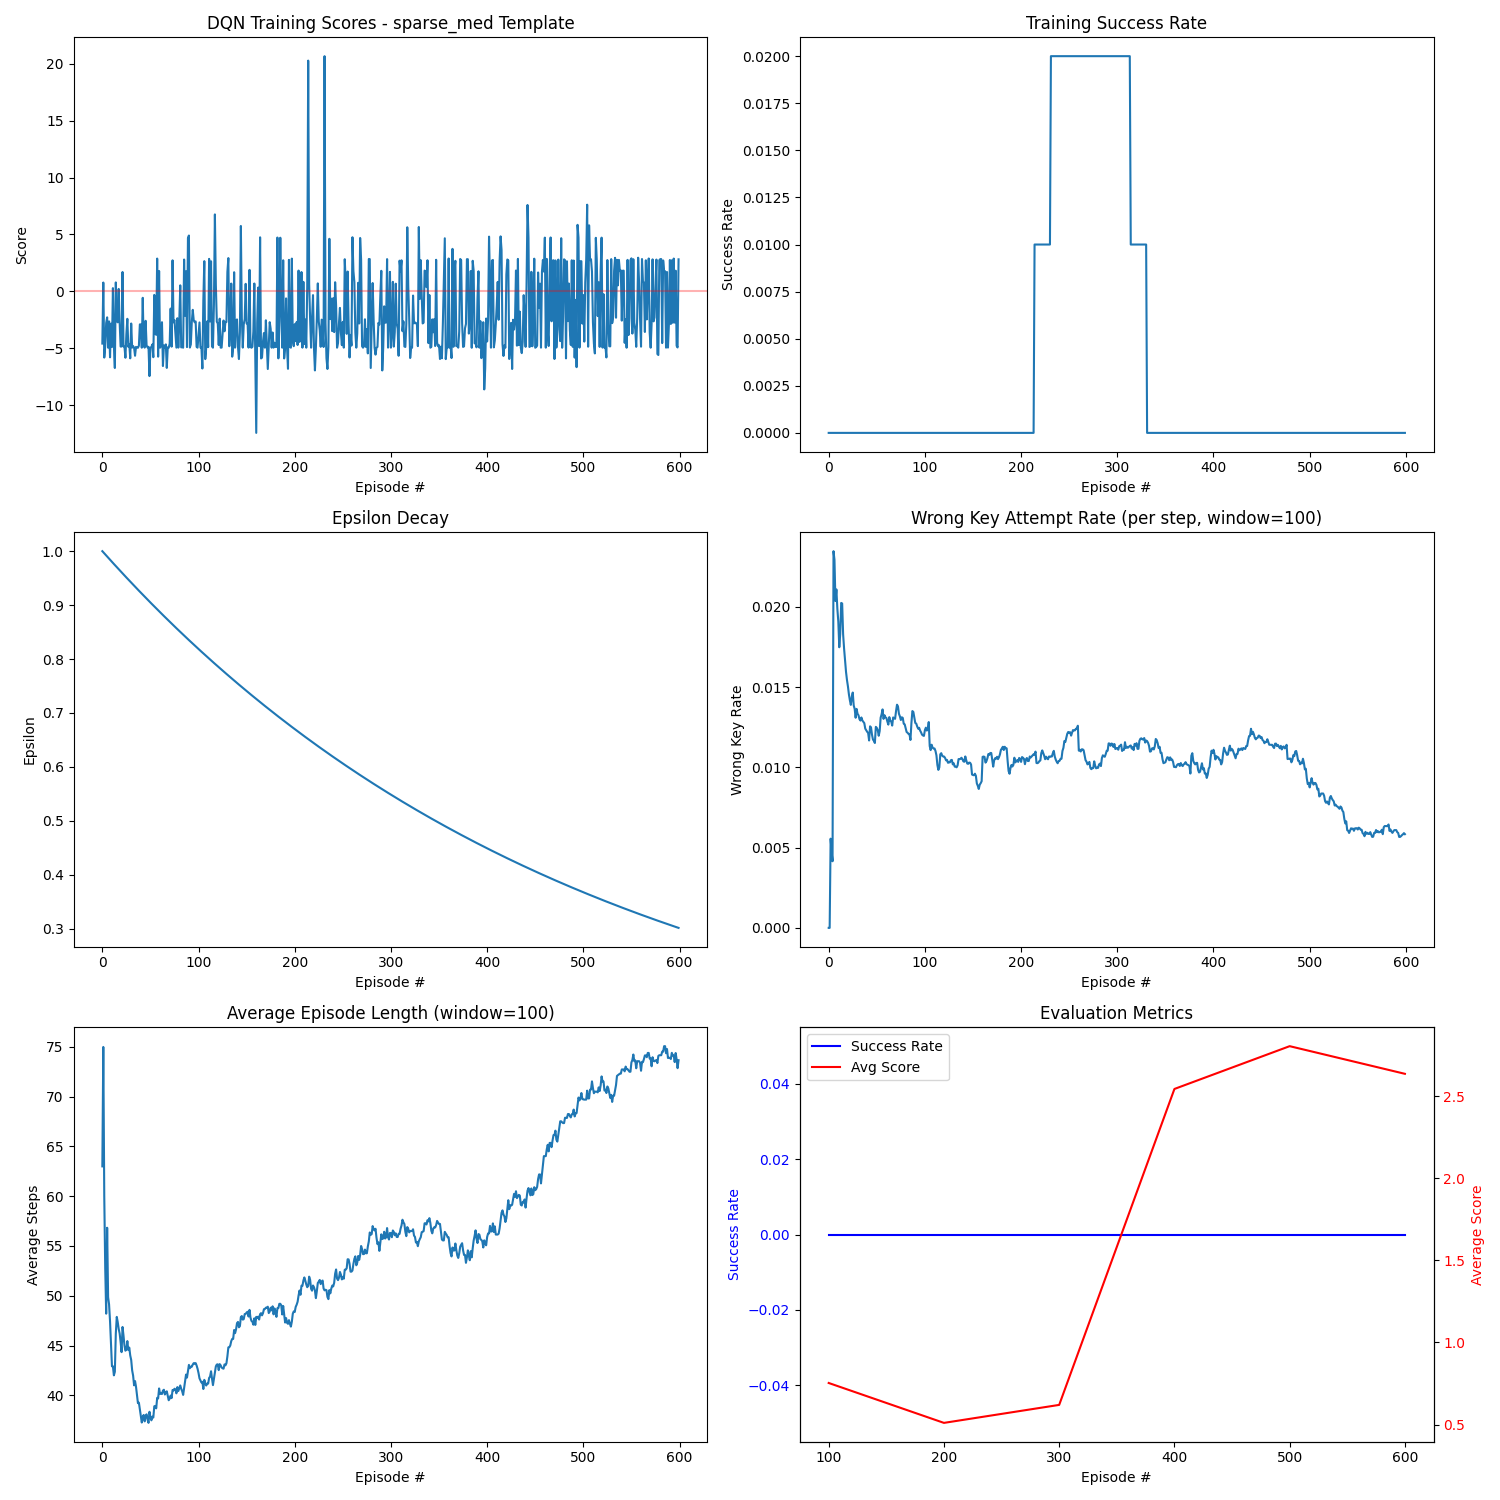 DQN Training Scores - sparse_med Template
Score
20
15
10
5
0
−5
−10
0 100 200 300 400 500 600
Episode #
Training Success Rate
Success Rate
0.0200
0.0175
0.0150
0.0125
0.0100
0.0075
0.0050
0.0025
0.0000
0 100 200 300 400 500 600
Episode #
Epsilon Decay
Epsilon
1.0
0.9
0.8
0.7
0.6
0.5
0.4
0.3
0 100 200 300 400 500 600
Episode #
Wrong Key Attempt Rate (per step, window=100)
Wrong Key Rate
0.020
0.015
0.010
0.005
0.000
0 100 200 300 400 500 600
Episode #
Average Episode Length (window=100)
Average Steps
75
70
65
60
55
50
45
40
0 100 200 300 400 500 600
Episode #
Evaluation Metrics
Success Rate
Avg Score
Success Rate
0.04
0.02
0.00
−0.02
−0.04
100 200 300 400 500 600
Episode #
2.5
2.0
1.5
1.0
0.5
Average Score